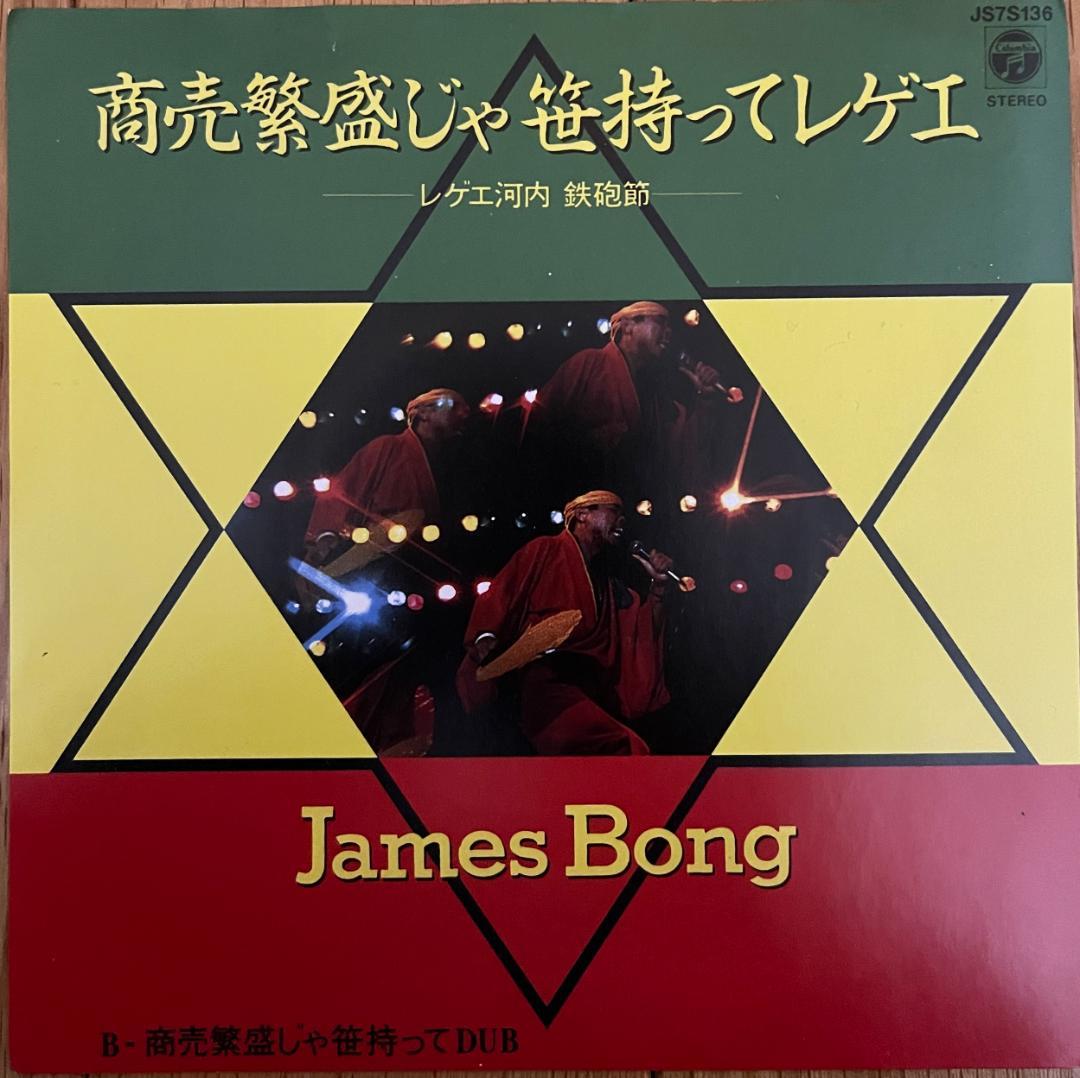 JS7S136
Columbia
STEREO
商売繁盛じゃ笹持ってレゲエ
レゲエ河内 鉄砲節
James Bong
B- 商売繁盛じゃ笹持ってDUB